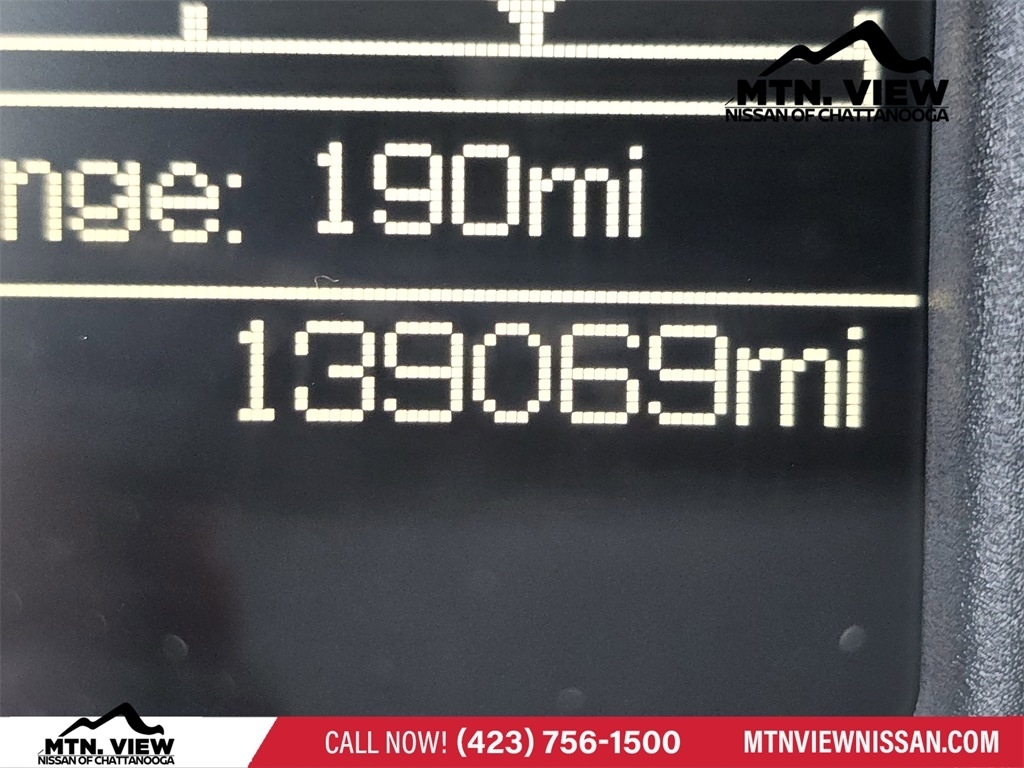 MTN. VIEW
NISSAN OF CHATTANOOGA
nge: 190mi
139069mi
MTN. VIEW
NISSAN OF CHATTANOOGA
CALL NOW! (423) 756-1500
MTNVIEWNISSAN.COM